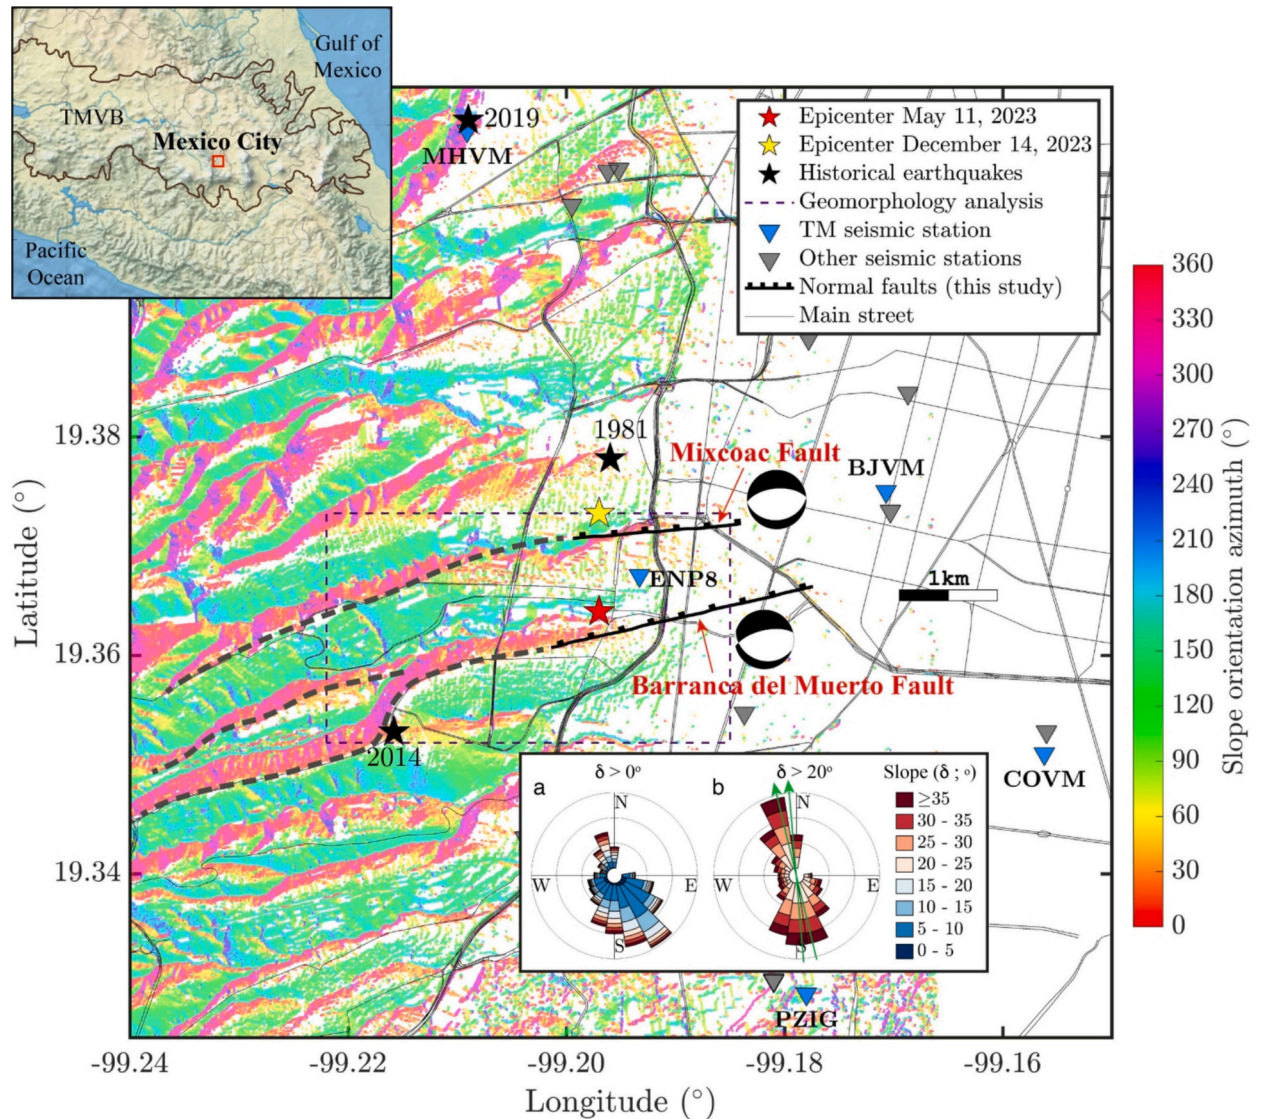 Gulf of
Mexico
TMVB
Mexico City
Pacific
Ocean
2019
MHVM
Epicenter May 11, 2023
Epicenter December 14, 2023
Historical earthquakes
Geomorphology analysis
TM seismic station
Other seismic stations
Normal faults (this study)
Main street
1981
Mixcoac Fault
BJVM
ENP8
1km
Barranca del Muerto Fault
2014
COVM
PZIG
a
δ > 0°
N
W
E
S
b
δ > 20°
N
W
E
S
Slope (δ ; °)
≥35
30 - 35
25 - 30
20 - 25
15 - 20
10 - 15
5 - 10
0 - 5
19.38
19.36
19.34
Latitude (°)
-99.24
-99.22
-99.20
-99.18
-99.16
Longitude (°)
360
330
300
270
240
210
180
150
120
90
60
30
0
Slope orientation azimuth (°)